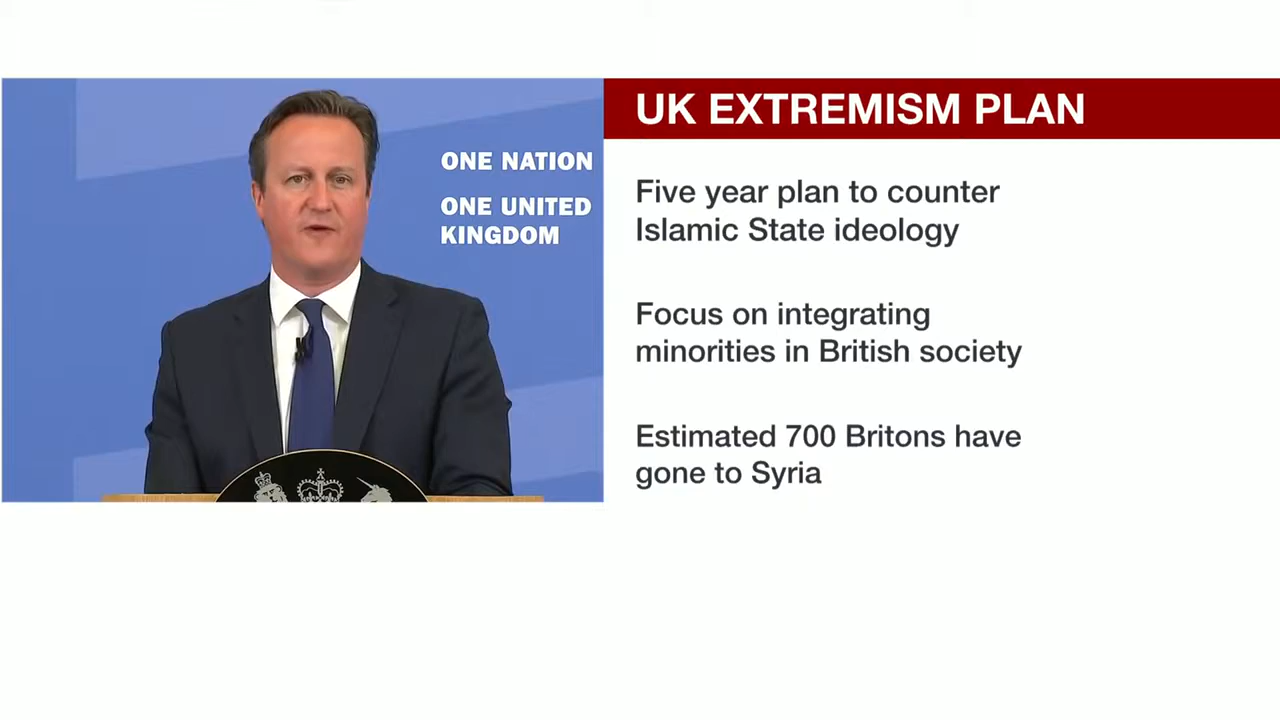 ONE NATION
ONE UNITED
KINGDOM
UK EXTREMISM PLAN
Five year plan to counter
Islamic State ideology
Focus on integrating
minorities in British society
Estimated 700 Britons have
gone to Syria